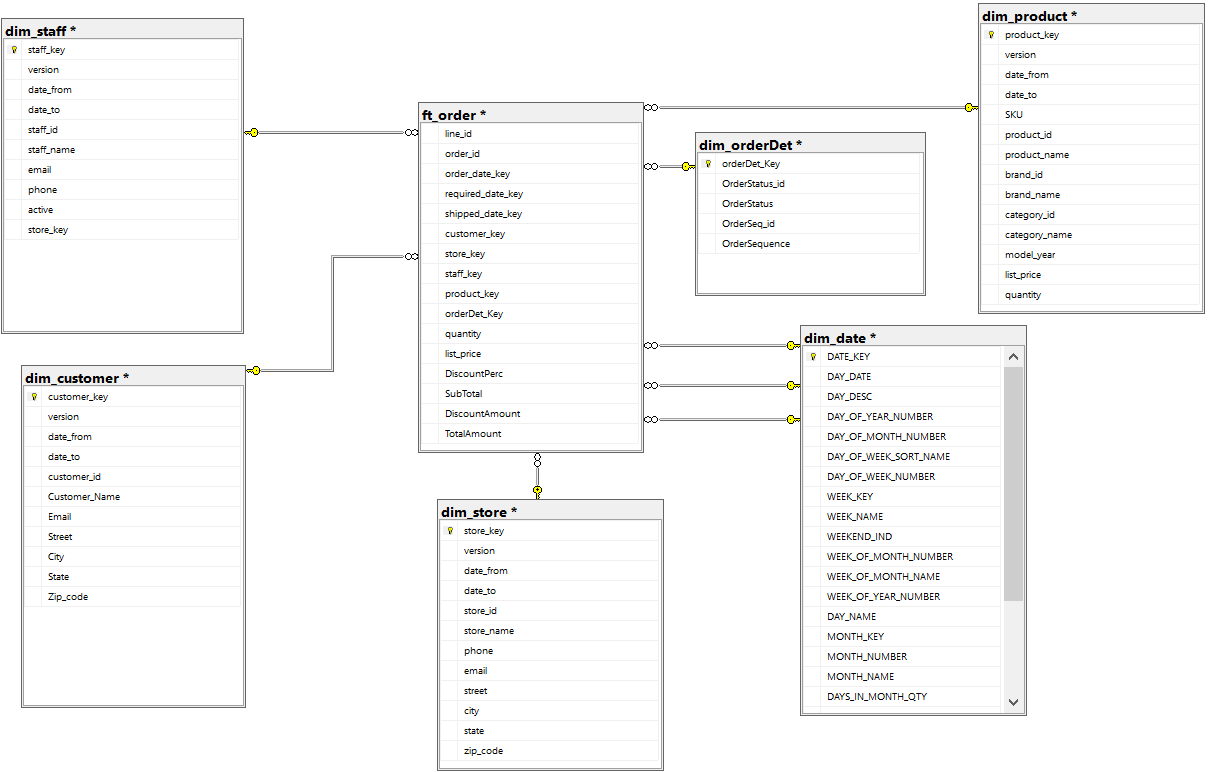 dim_staff *
staff_key
version
date_from
date_to
staff_id
staff_name
email
phone
active
store_key
dim_customer *
customer_key
version
date_from
date_to
customer_id
Customer_Name
Email
Street
City
State
Zip_code
ft_order *
line_id
order_id
order_date_key
required_date_key
shipped_date_key
customer_key
store_key
staff_key
product_key
orderDet_Key
quantity
list_price
DiscountPerc
SubTotal
DiscountAmount
TotalAmount
dim_store *
store_key
version
date_from
date_to
store_id
store_name
phone
email
street
city
state
zip_code
dim_orderDet *
orderDet_Key
OrderStatus_id
OrderStatus
OrderSeq_id
OrderSequence
dim_product *
product_key
version
date_from
date_to
SKU
product_id
product_name
brand_id
brand_name
category_id
category_name
model_year
list_price
quantity
dim_date *
DATE_KEY
DAY_DATE
DAY_DESC
DAY_OF_YEAR_NUMBER
DAY_OF_MONTH_NUMBER
DAY_OF_WEEK_SORT_NAME
DAY_OF_WEEK_NUMBER
WEEK_KEY
WEEK_NAME
WEEKEND_IND
WEEK_OF_MONTH_NUMBER
WEEK_OF_MONTH_NAME
WEEK_OF_YEAR_NUMBER
DAY_NAME
MONTH_KEY
MONTH_NUMBER
MONTH_NAME
DAYS_IN_MONTH_QTY